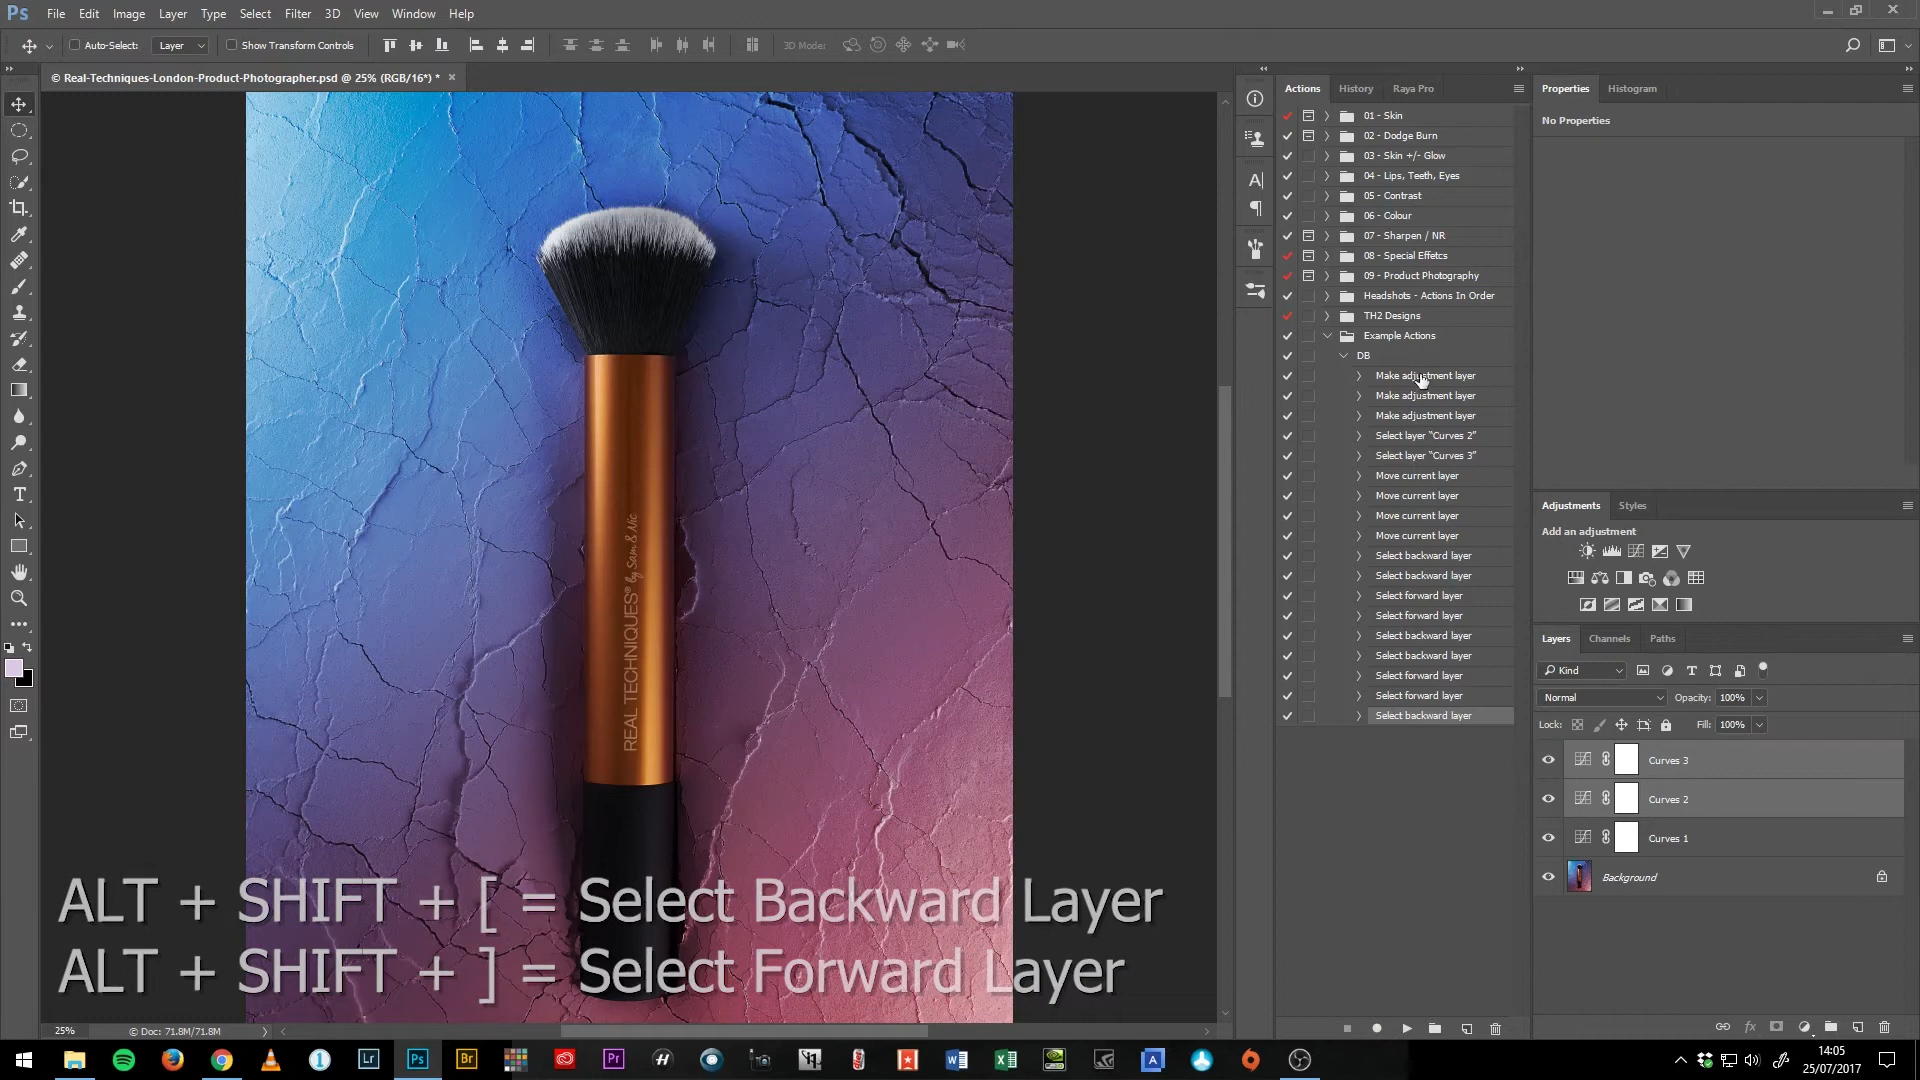 Ps File Edit Image Layer Type Select Filter 3D View Window Help
Auto-Select: Layer Show Transform Controls 3D Mode:
© Real-Techniques-London-Product-Photographer.psd @ 25% (RGB/16*) *
Actions History Raya Pro
01 - Skin
02 - Dodge Burn
03 - Skin +/- Glow
04 - Lips, Teeth, Eyes
05 - Contrast
06 - Colour
07 - Sharpen / NR
08 - Special Effetcs
09 - Product Photography
Headshots - Actions In Order
TH2 Designs
Example Actions
DB
Make adjustment layer
Make adjustment layer
Make adjustment layer
Select layer “Curves 2”
Select layer “Curves 3”
Move current layer
Move current layer
Move current layer
Move current layer
Select backward layer
Select backward layer
Select forward layer
Select forward layer
Select backward layer
Select backward layer
Select forward layer
Select forward layer
Select backward layer
Properties Histogram
No Properties
Adjustments Styles
Add an adjustment
Layers Channels Paths
Kind
Normal Opacity: 100%
Lock: Fill: 100%
Curves 3
Curves 2
Curves 1
Background
REAL TECHNIQUES® by Sam & Nic
ALT + SHIFT + [ = Select Backward Layer
ALT + SHIFT + ] = Select Forward Layer
25% © Doc: 71.8M/71.8M
Lr Ps Br Pr
14:05
25/07/2017